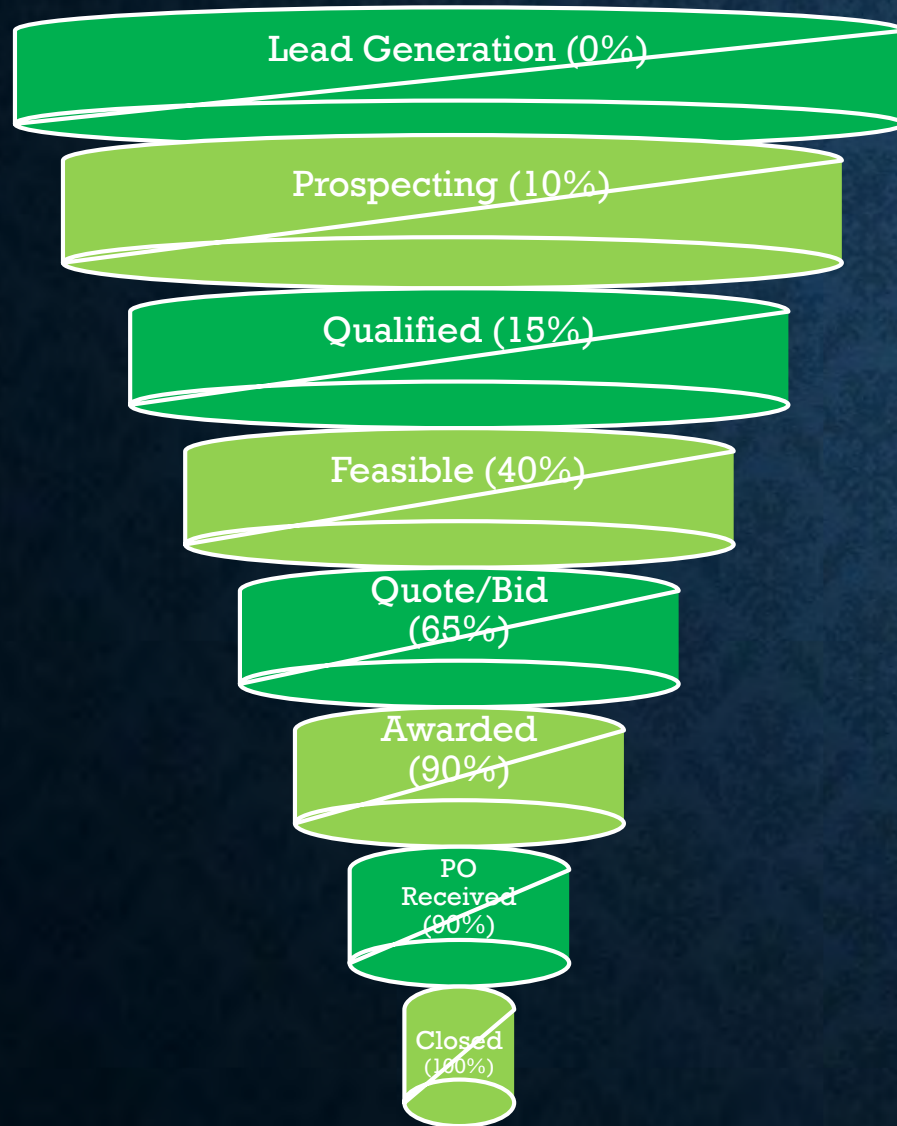 Lead Generation (0%)
Prospecting (10%)
Qualified (15%)
Feasible (40%)
Quote/Bid
(65%)
Awarded
(90%)
PO
Received
(90%)
Closed
(100%)